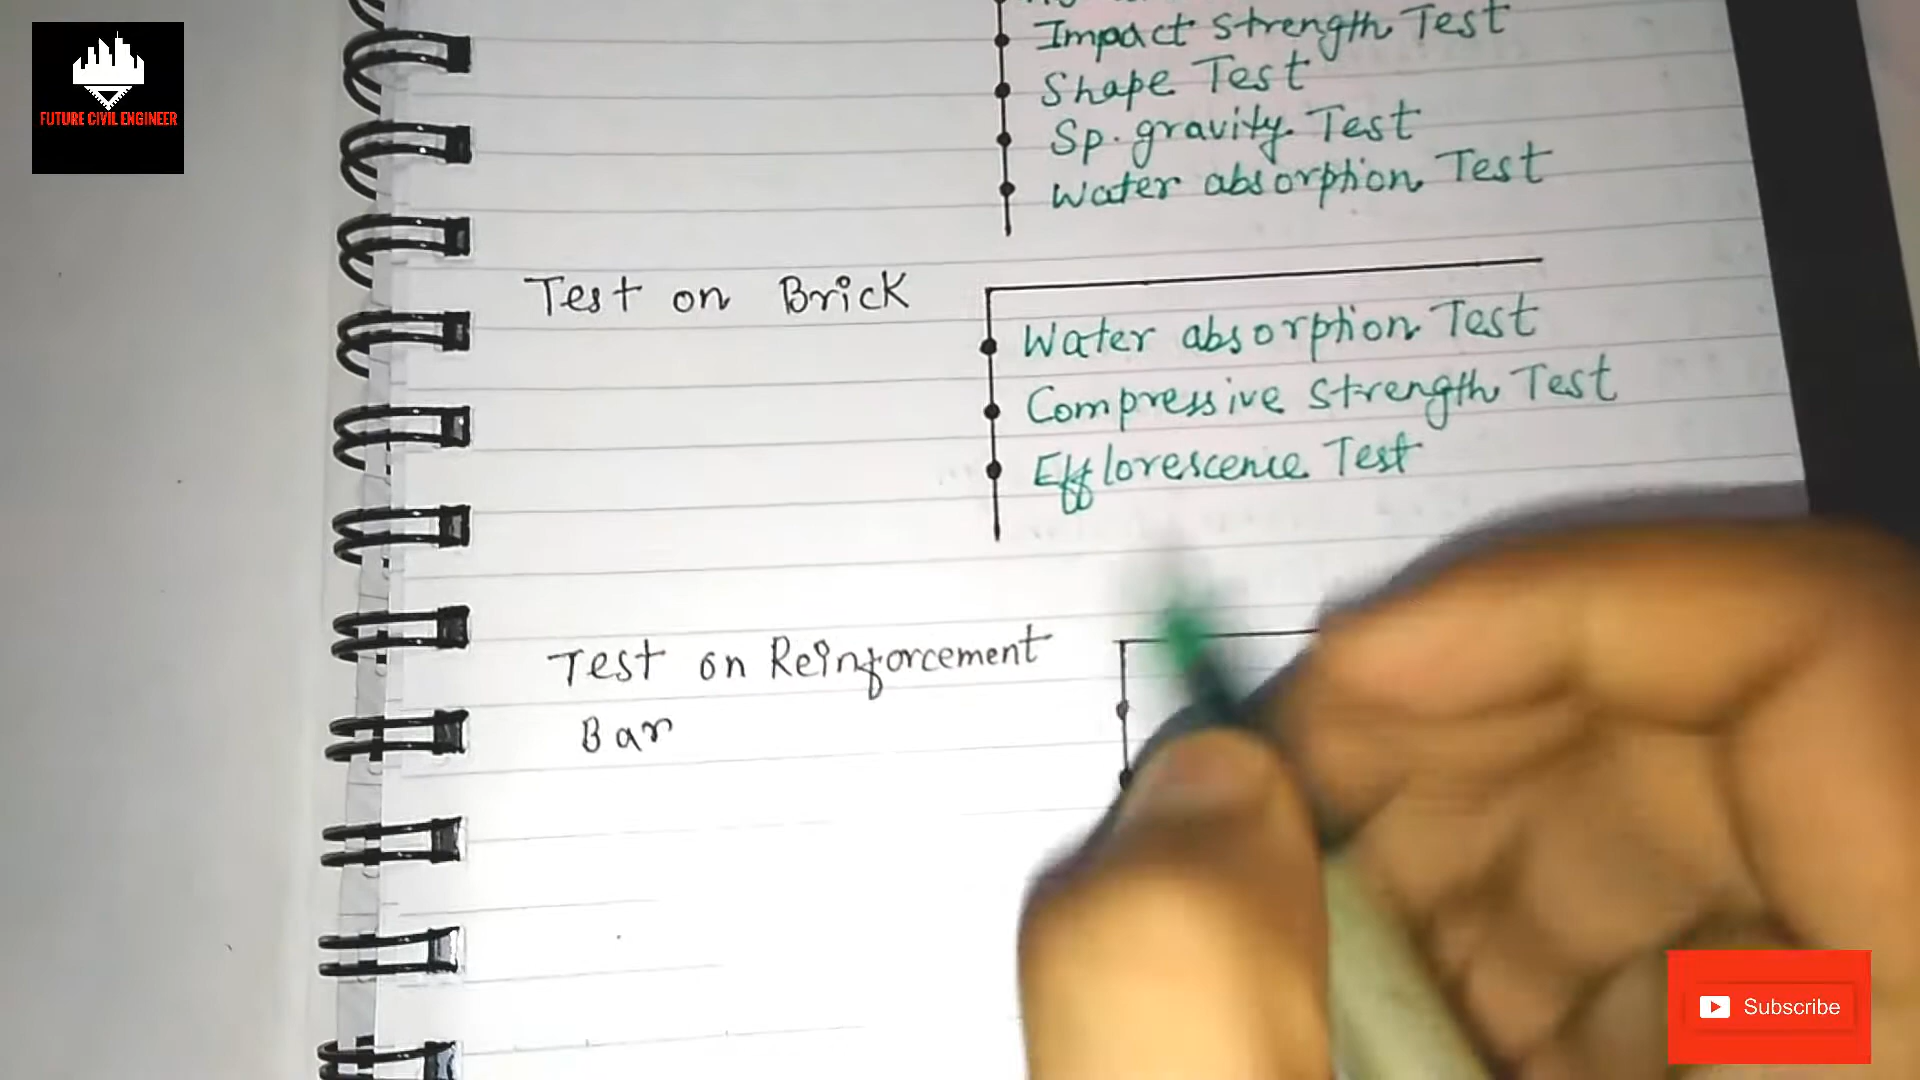 FUTURE CIVIL ENGINEER
Impact Strength Test
Shape Test
Sp. gravity Test
Water absorption Test
Test on Brick
Water absorption Test
Compressive Strength Test
Efflorescence Test
Test on Reinforcement
Bar
Subscribe